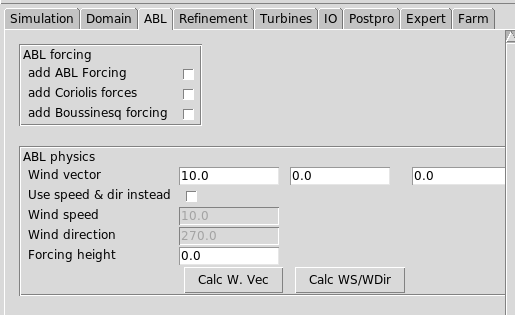 Simulation Domain ABL Refinement Turbines IO Postpro Expert Farm
ABL forcing
add ABL Forcing
add Coriolis forces
add Boussinesq forcing
ABL physics
Wind vector 10.0 0.0 0.0
Use speed & dir instead
Wind speed 10.0
Wind direction 270.0
Forcing height 0.0
Calc W. Vec Calc WS/WDir